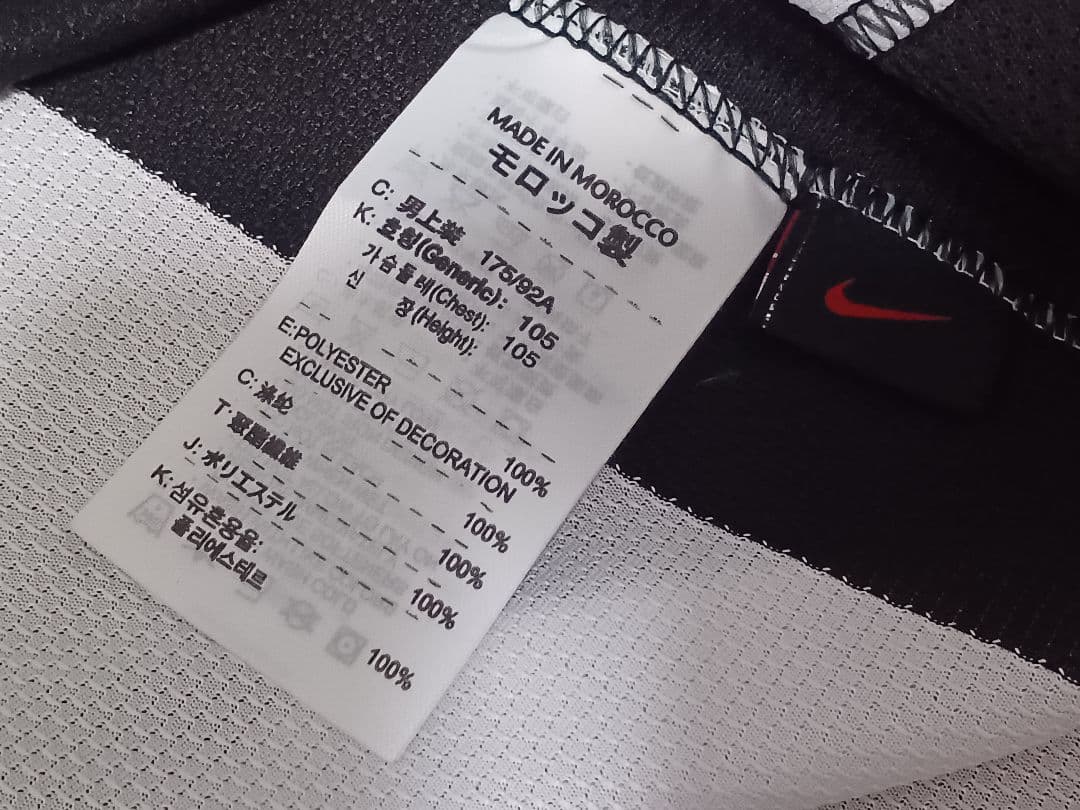 MADE IN MOROCCO
モロッコ製
C: 男上装 175/92A
K: 호칭(Generic): 105
가슴둘레(Chest): 105
신 장(Height):
E:POLYESTER 100%
EXCLUSIVE OF DECORATION
C: 涤纶 100%
T: 聚酯纖維 100%
J: ポリエステル 100%
K: 섬유혼용율:
폴리에스테르 100%